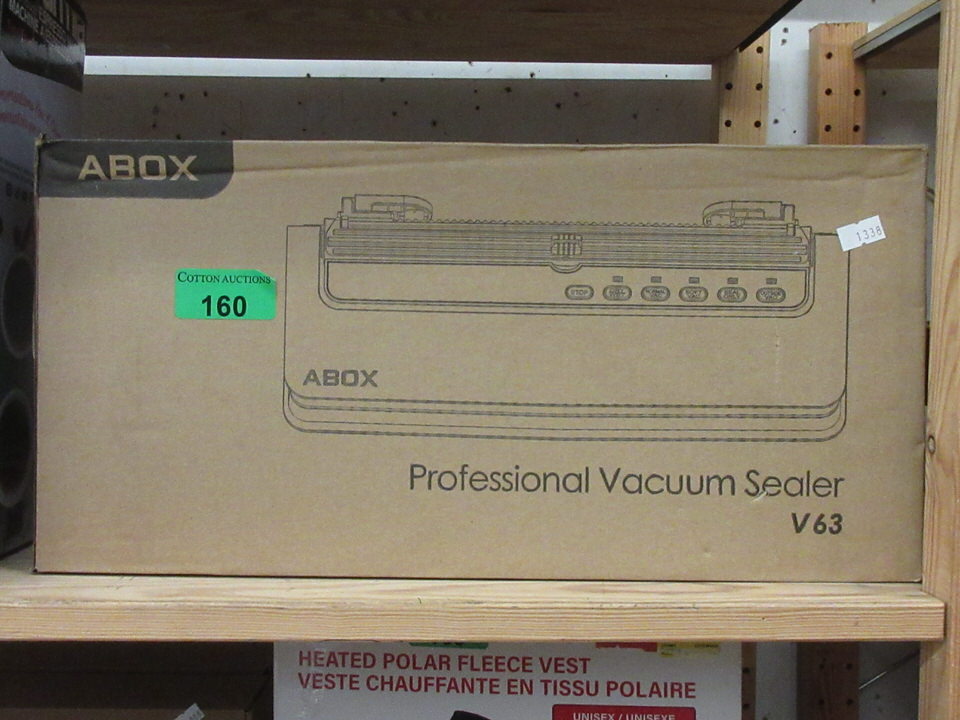 ABOX
1338
COTTON AUCTIONS
160
STOP
ABOX
Professional Vacuum Sealer
V63
HEATED POLAR FLEECE VEST
VESTE CHAUFFANTE EN TISSU POLAIRE
UNISEX / UNISEXE